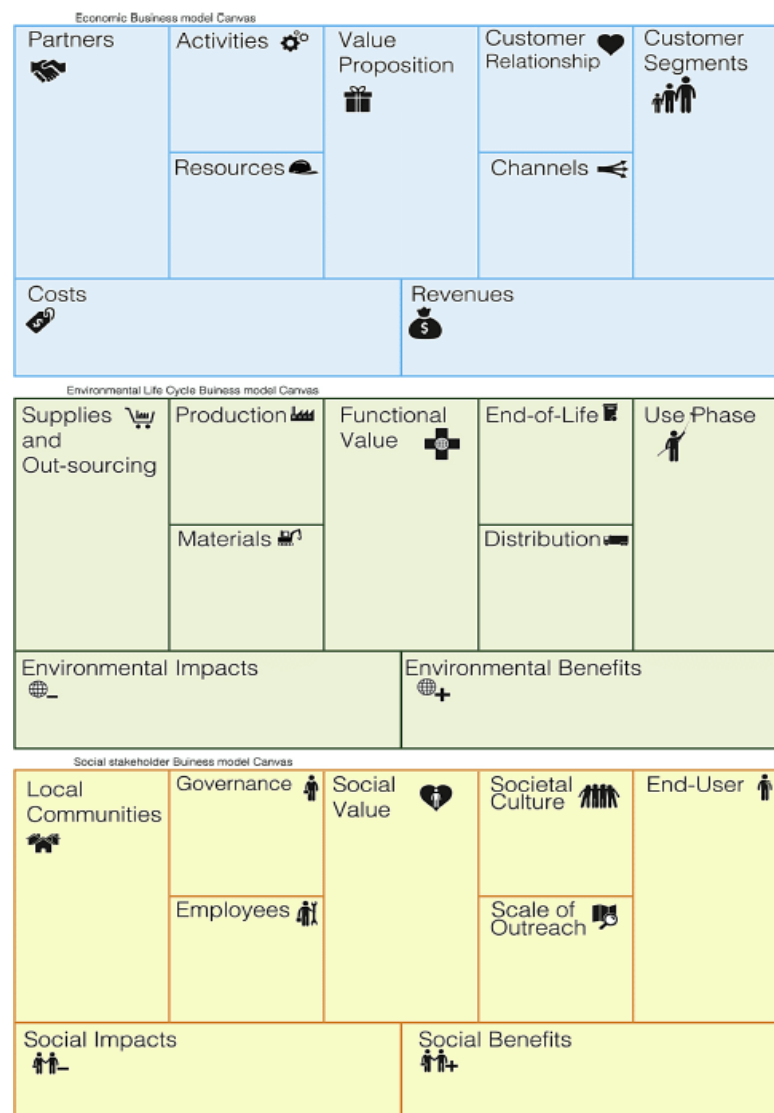 Economic Business model Canvas
Partners
Activities
Resources
Value
Proposition
Customer
Relationship
Channels
Customer
Segments
Costs
$
Revenues
$
Environmental Life Cycle Buiness model Canvas
Supplies
and
Out-sourcing
Production
Materials
Functional
Value
End-of-Life
Distribution
Use Phase
Environmental Impacts
Environmental Benefits
Social stakeholder Buiness model Canvas
Local
Communities
Governance
Employees
Social
Value
Societal
Culture
Scale of
Outreach
End-User
Social Impacts
Social Benefits